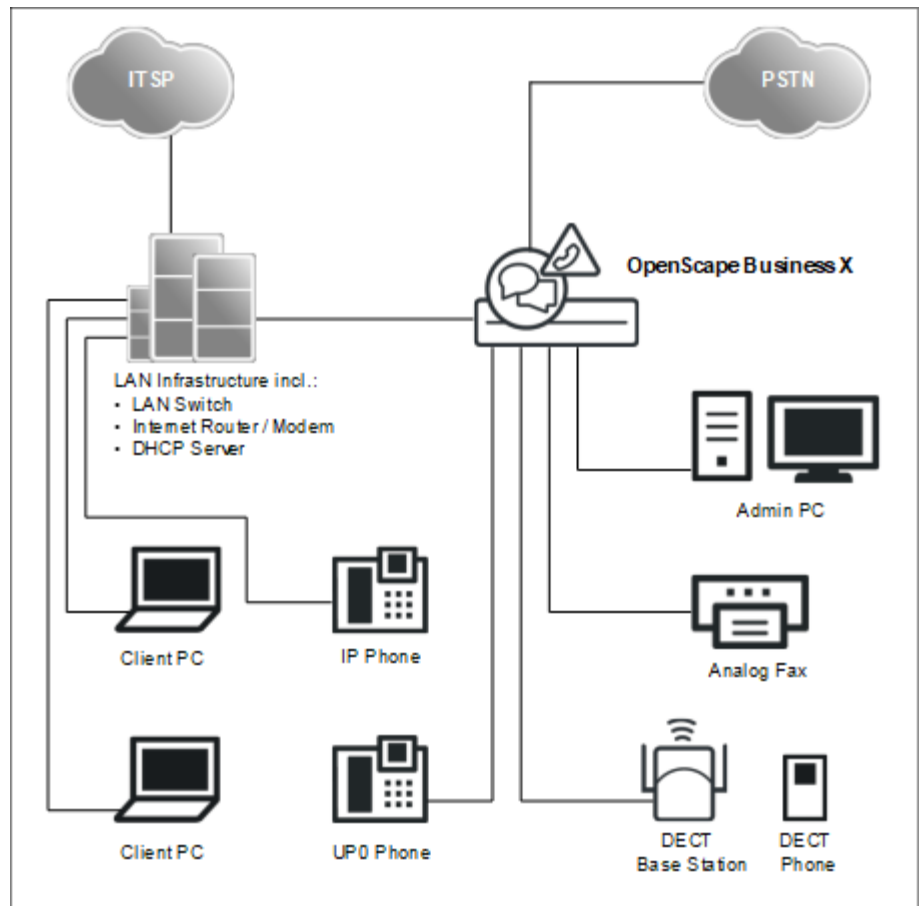 ITSP
PSTN
OpenScape Business X
LAN Infrastructure incl.:
• LAN Switch
• Internet Router / Modem
• DHCP Server
Admin PC
Client PC
IP Phone
Analog Fax
Client PC
UP0 Phone
DECT
Base Station
DECT
Phone